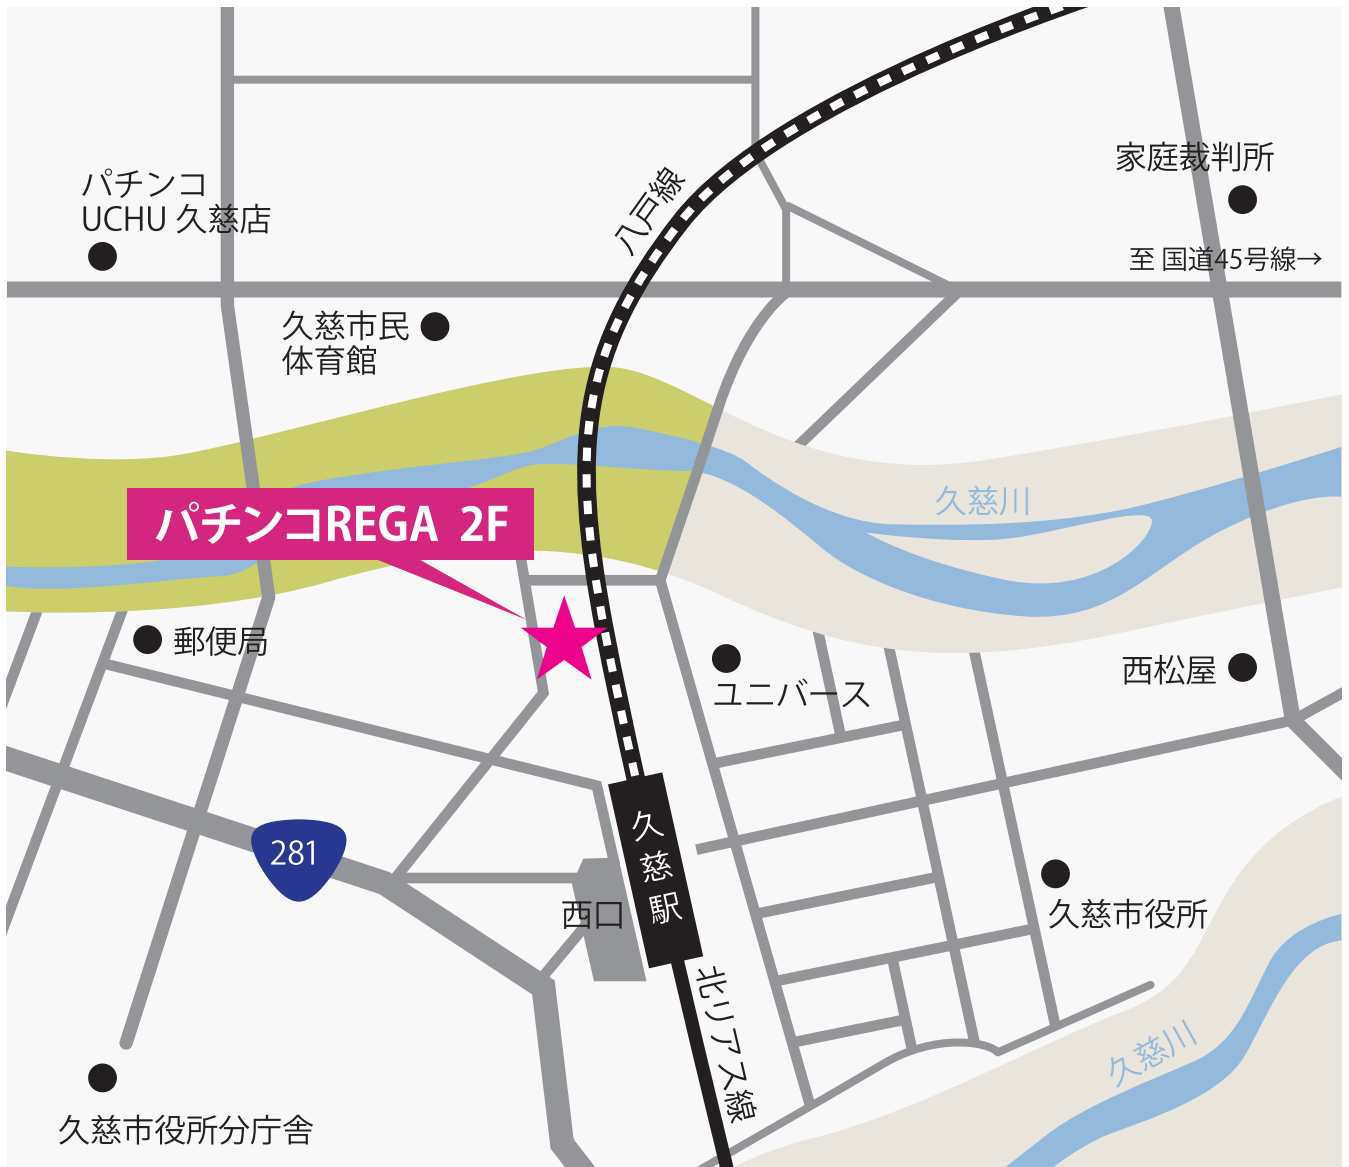 家庭裁判所
八戸線
パチンコ
UCHU 久慈店
至 国道45号線→
久慈市民
体育館
久慈川
パチンコREGA 2F
郵便局
西松屋
ユニバース
久慈駅
281
西口
久慈市役所
北リアス線
久慈川
久慈市役所分庁舎